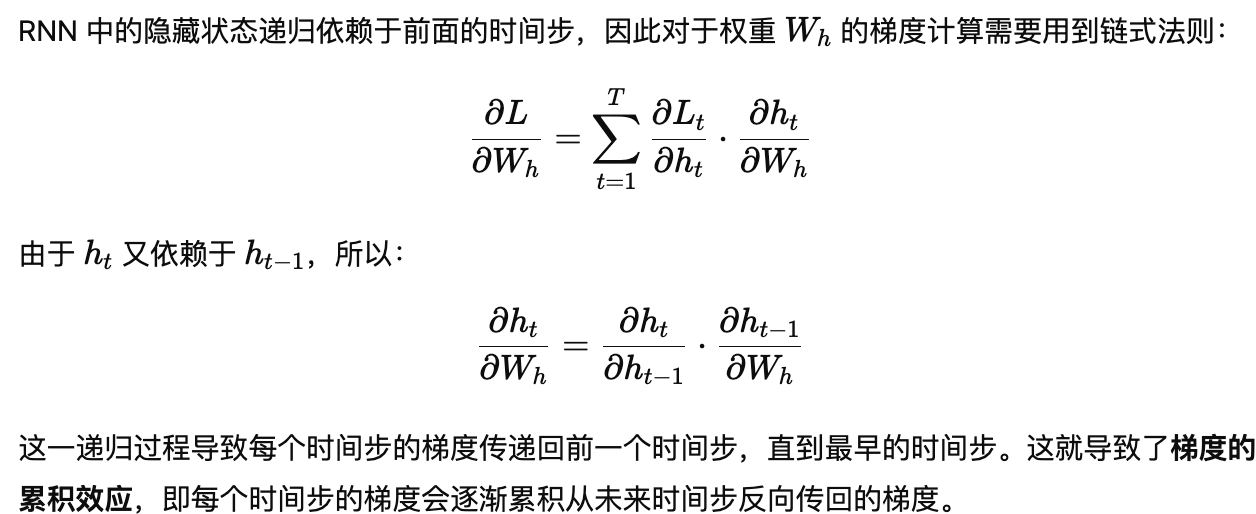 RNN 中的隐藏状态递归依赖于前面的时间步，因此对于权重 $W_h$ 的梯度计算需要用到链式法则：
$$\frac{\partial L}{\partial W_h} = \sum_{t=1}^{T} \frac{\partial L_t}{\partial h_t} \cdot \frac{\partial h_t}{\partial W_h}$$
由于 $h_t$ 又依赖于 $h_{t-1}$，所以：
$$\frac{\partial h_t}{\partial W_h} = \frac{\partial h_t}{\partial h_{t-1}} \cdot \frac{\partial h_{t-1}}{\partial W_h}$$
这一递归过程导致每个时间步的梯度传递回前一个时间步，直到最早的时间步。这就导致了梯度的
累积效应，即每个时间步的梯度会逐渐累积从未来时间步反向传回的梯度。